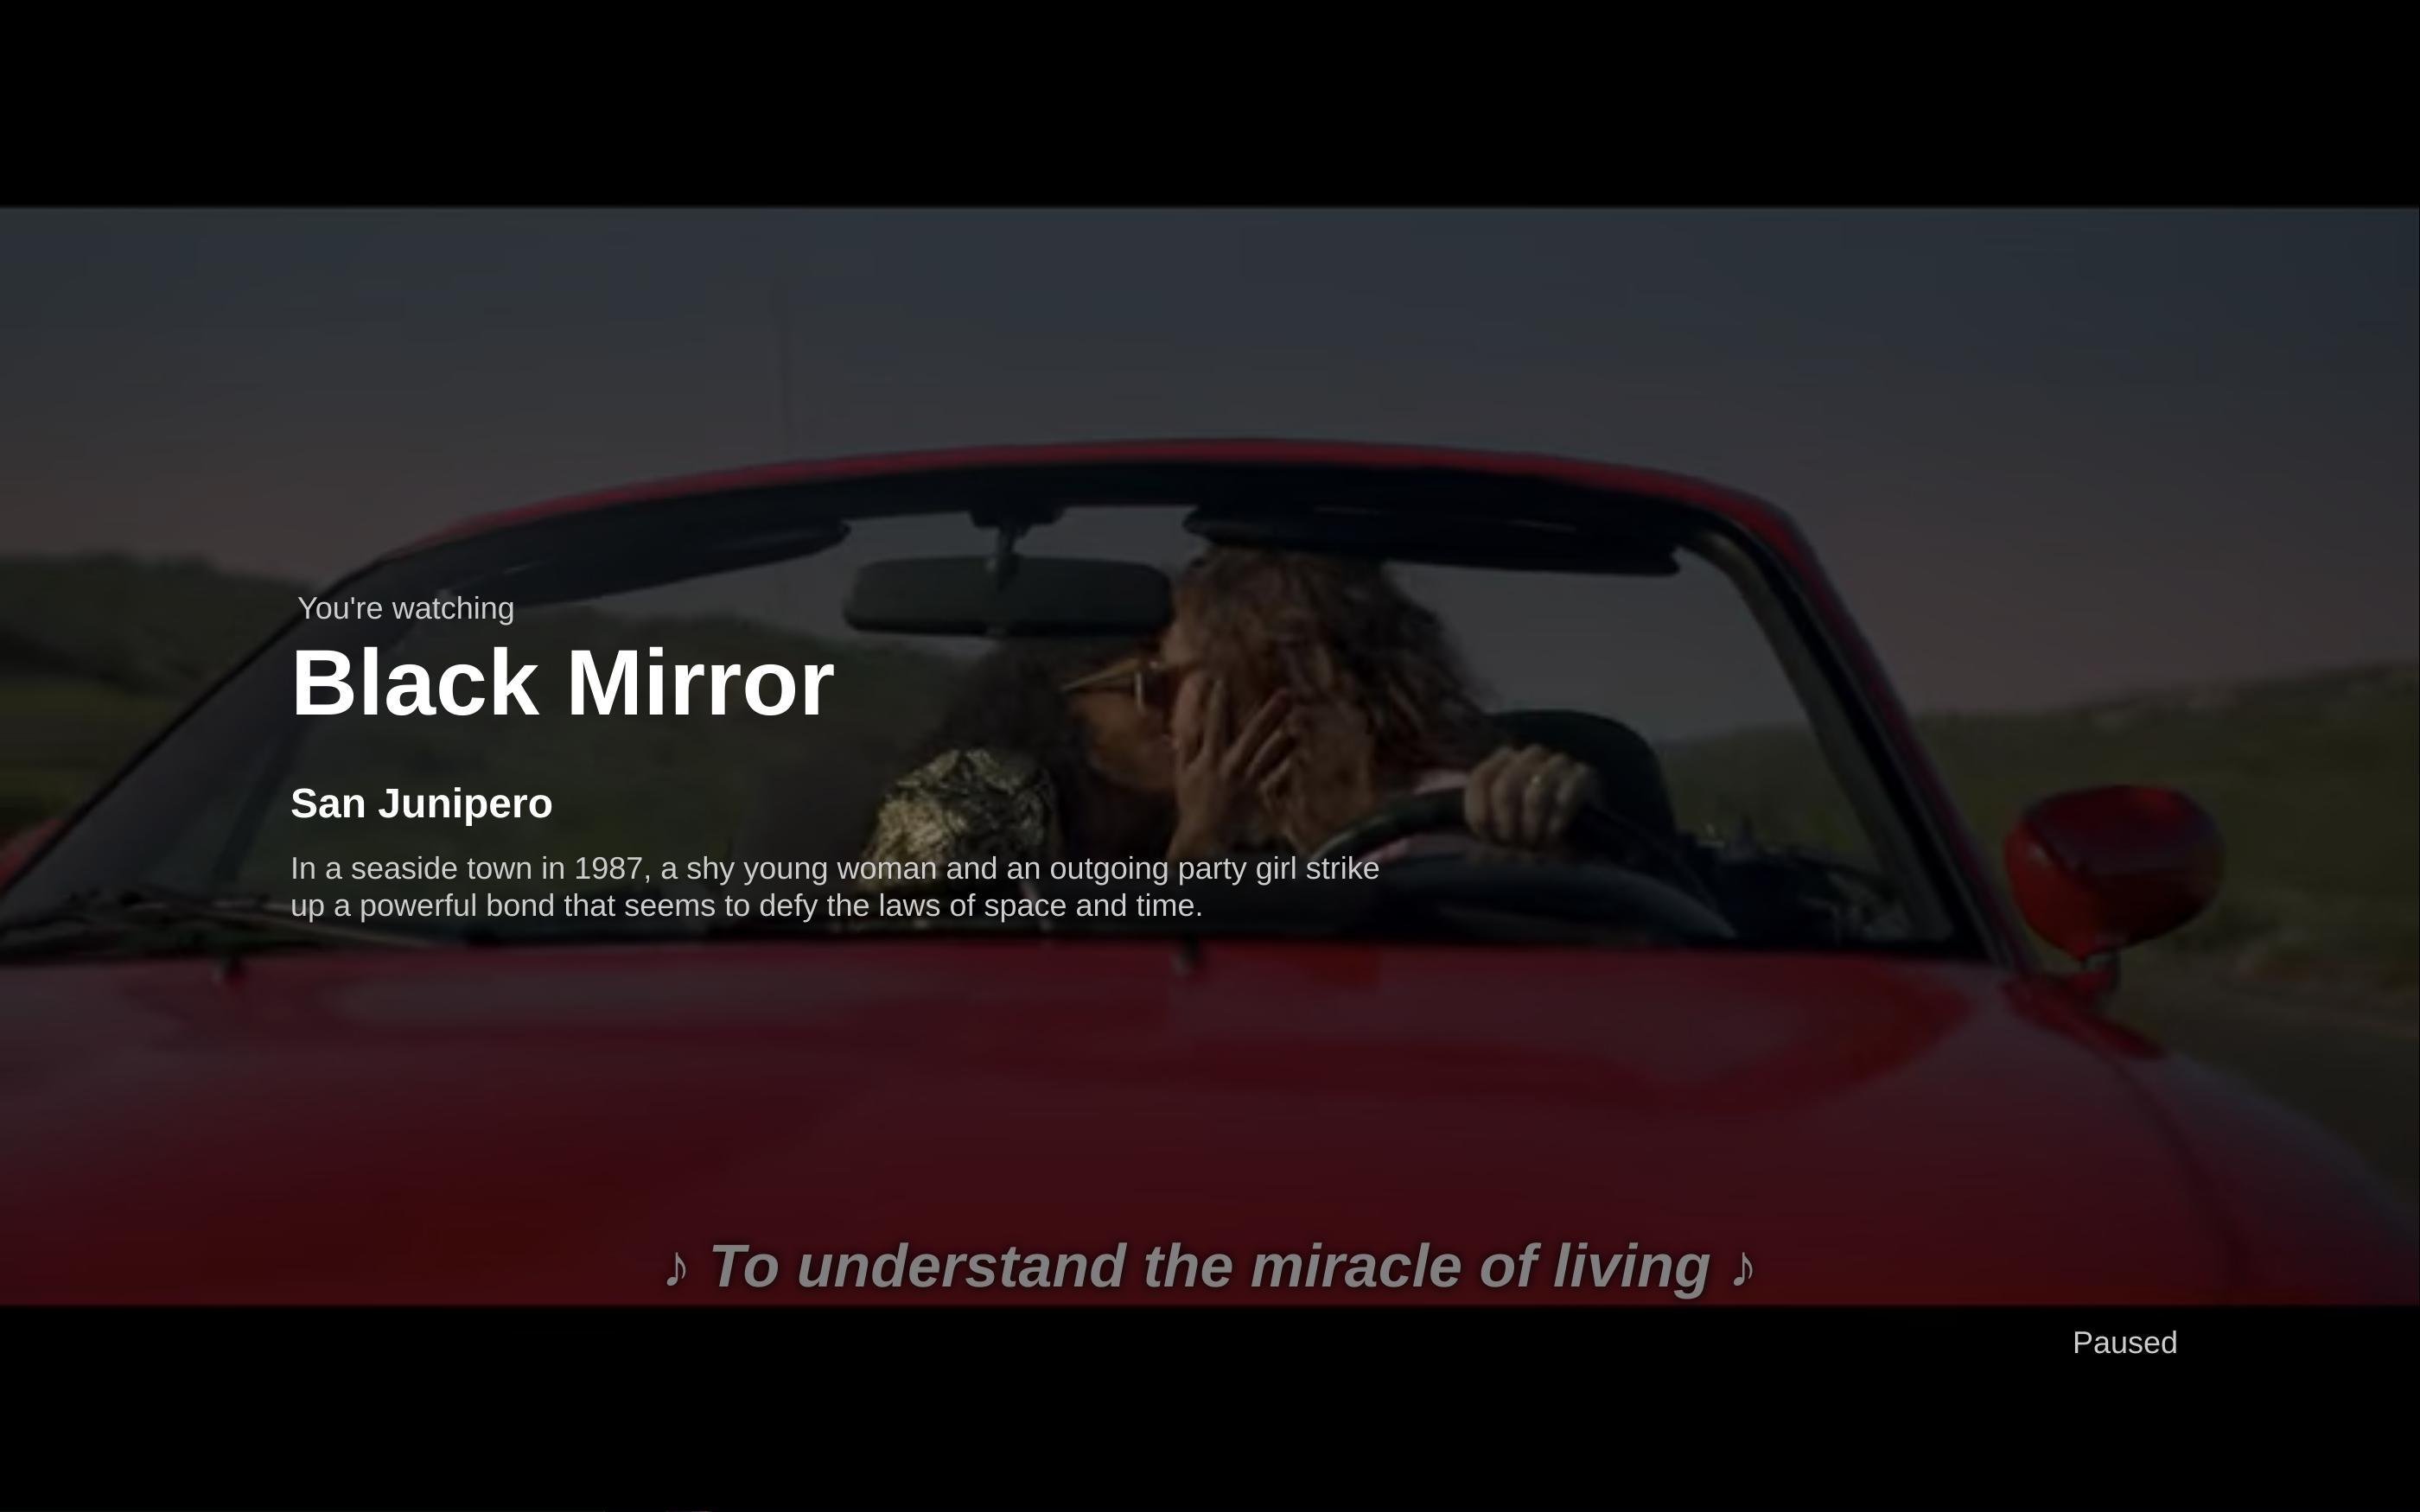 You're watching
Black Mirror
San Junipero
In a seaside town in 1987, a shy young woman and an outgoing party girl strike
up a powerful bond that seems to defy the laws of space and time.
♪ To understand the miracle of living ♪
Paused